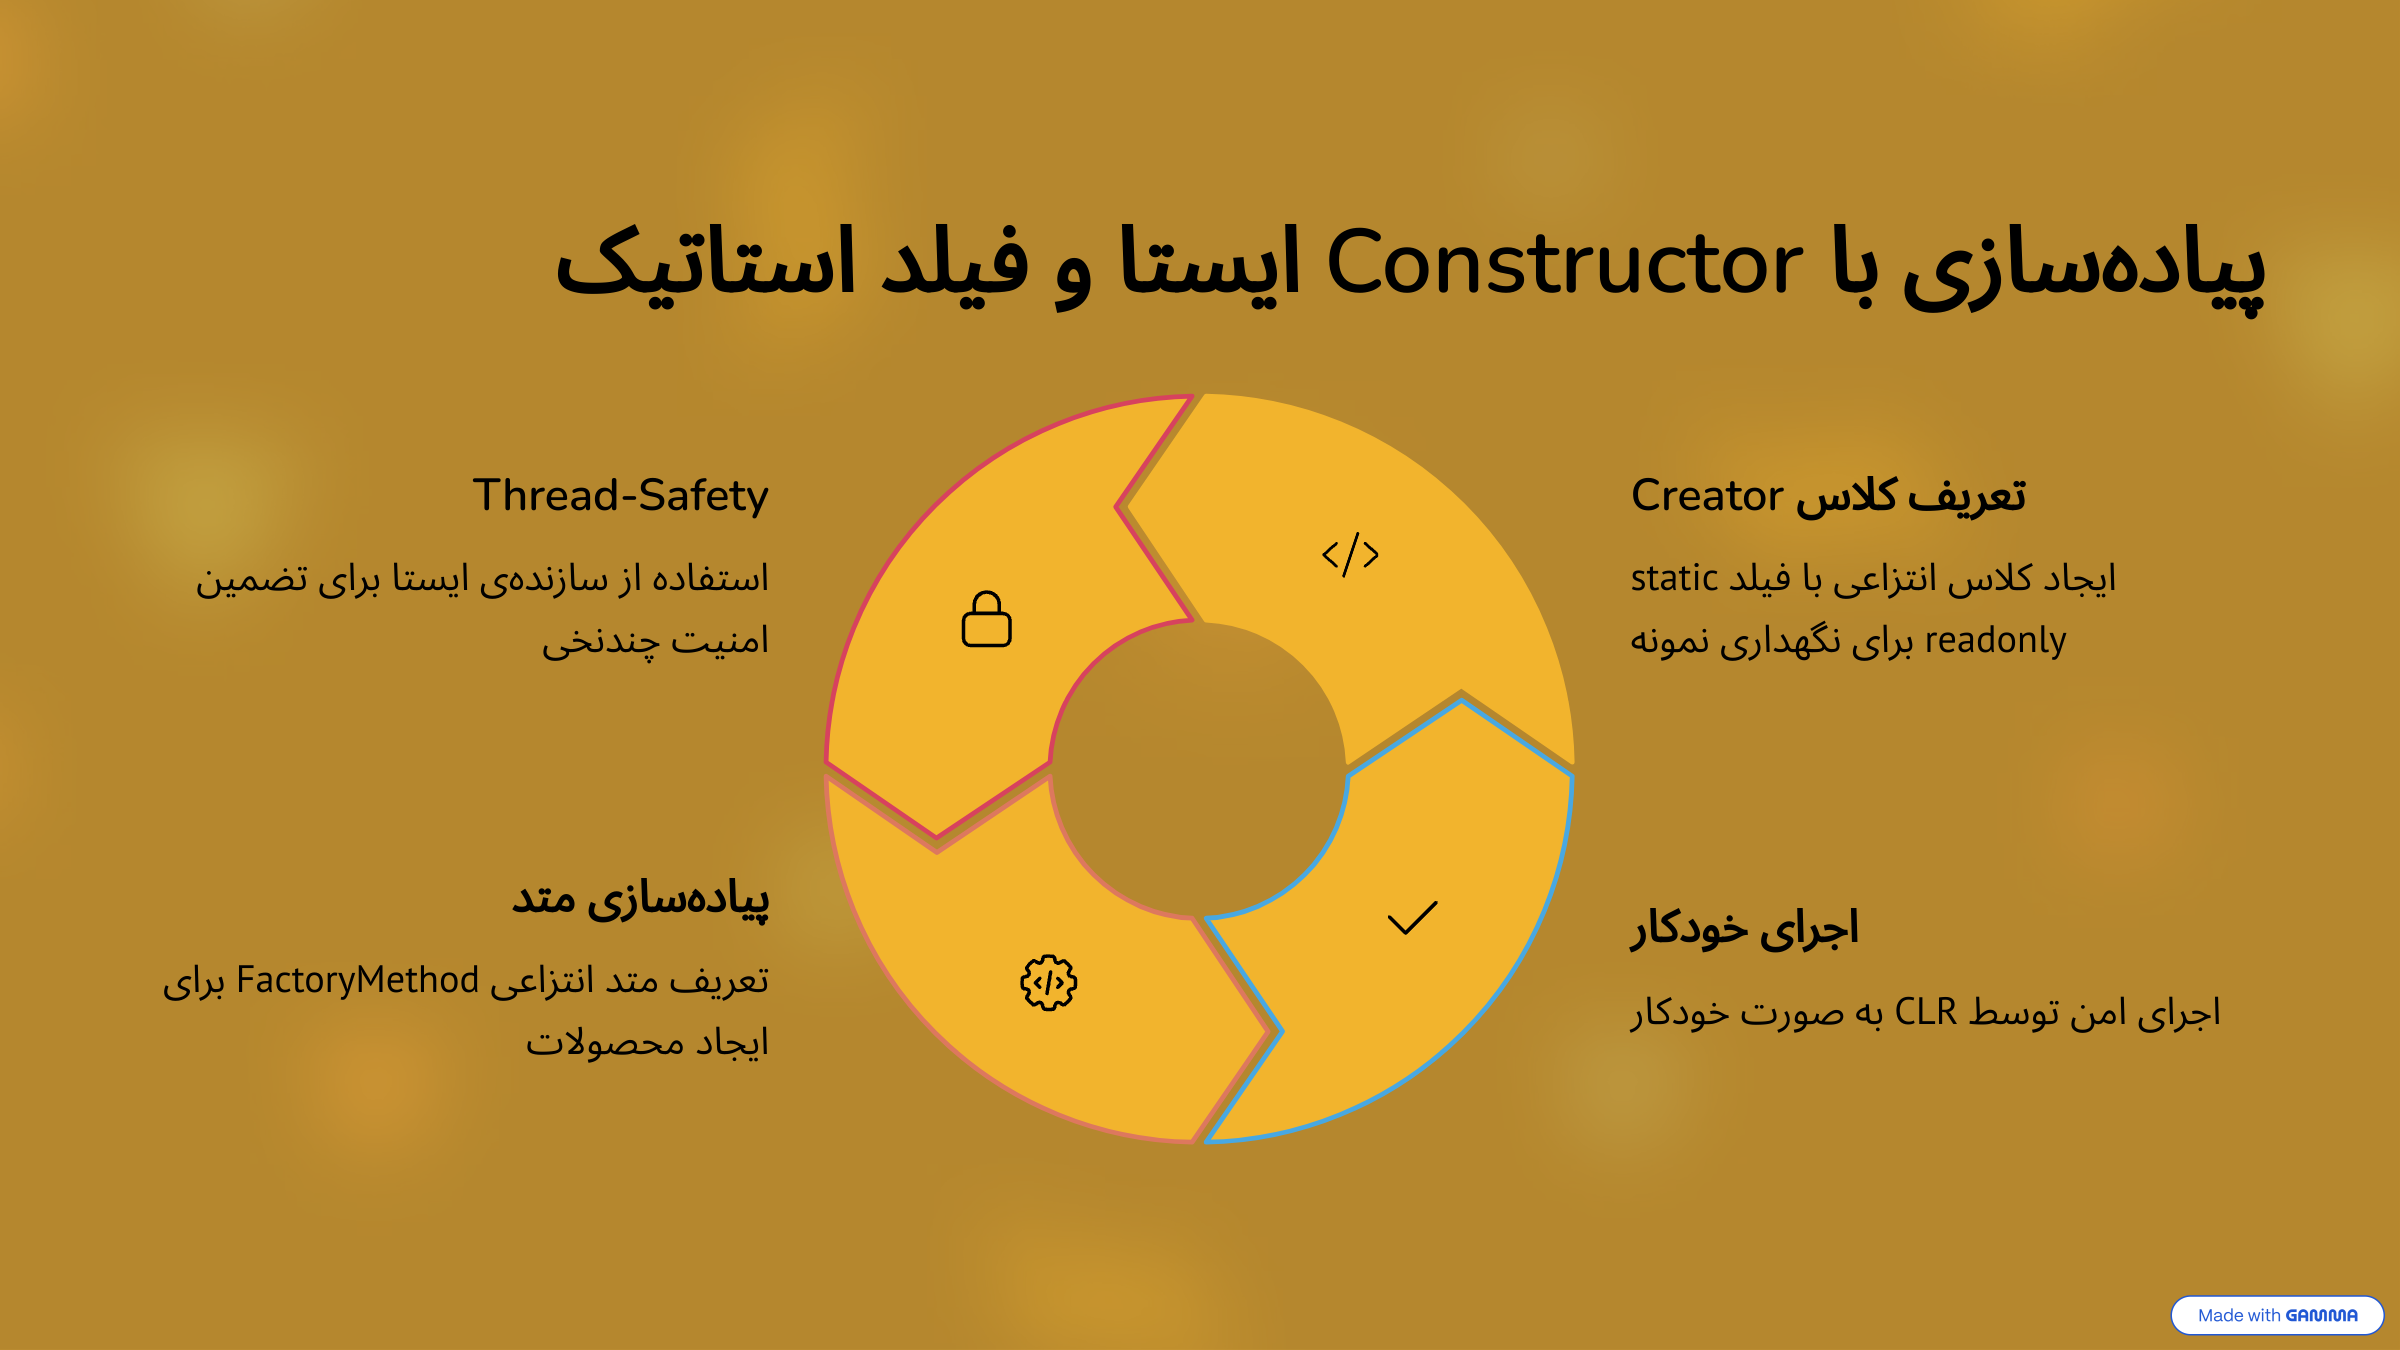 پیاده‌سازی با Constructor ایستا و فیلد استاتیک
تعریف کلاس Creator
ایجاد کلاس انتزاعی با فیلد static
readonly برای نگهداری نمونه
اجرای خودکار
اجرای امن توسط CLR به صورت خودکار
پیاده‌سازی متد
تعریف متد انتزاعی FactoryMethod برای
ایجاد محصولات
Thread-Safety
استفاده از سازنده‌ی ایستا برای تضمین
امنیت چندنخی
Made with GAMMA